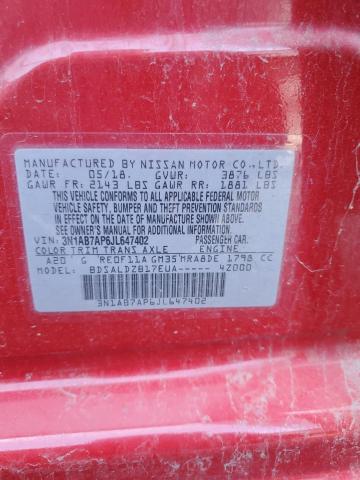 MANUFACTURED BY NISSAN MOTOR CO., LTD.
DATE: 05/18. GVWR: 3876 LBS
GAWR FR: 2143 LBS GAWR RR: 1881 LBS
THIS VEHICLE CONFORMS TO ALL APPLICABLE FEDERAL MOTOR
VEHICLE SAFETY, BUMPER AND THEFT PREVENTION STANDARDS
IN EFFECT ON THE DATE OF MANUFACTURE SHOWN ABOVE.
SEE OWNER'S MANUAL FOR ADDITIONAL INFORMATION.
VIN: 3N1AB7AP6JL647402 PASSENGER CAR.
COLOR TRIM TRANS AXLE ENGINE
A20 G RE0F11A GM35 MRA8DE 1798 CC
MODEL: BDSALDZB17EUA----- 4Z000
3N1AB7AP6JL647402